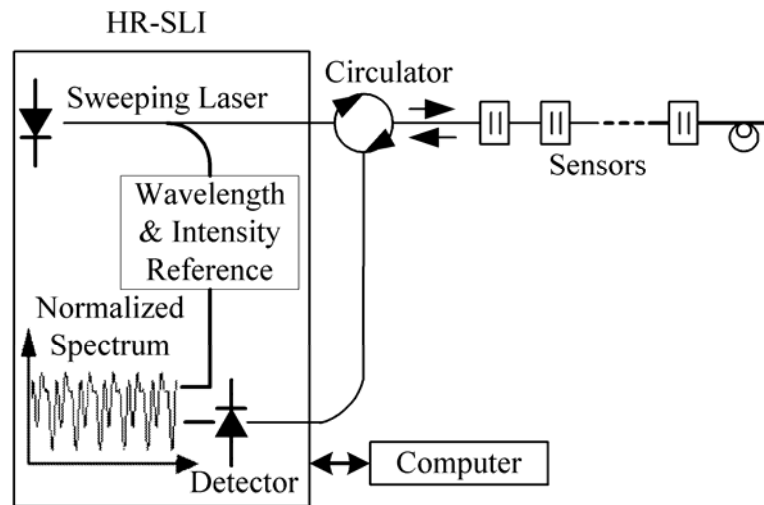 HR-SLI
Circulator
Sweeping Laser
Sensors
Wavelength
& Intensity
Reference
Normalized
Spectrum
Detector
Computer